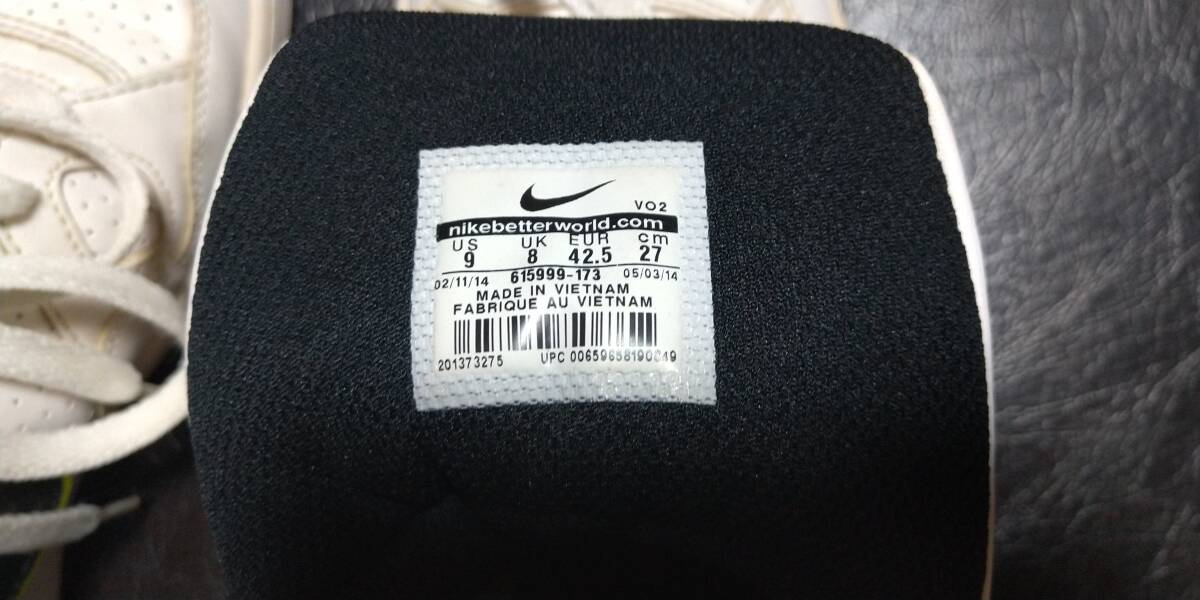 VO2
nikebetterworld.com
US UK EUR cm
9 8 42.5 27
02/11/14 615999-173 05/03/14
MADE IN VIETNAM
FABRIQUE AU VIETNAM
201373275 UPC 00659658190049